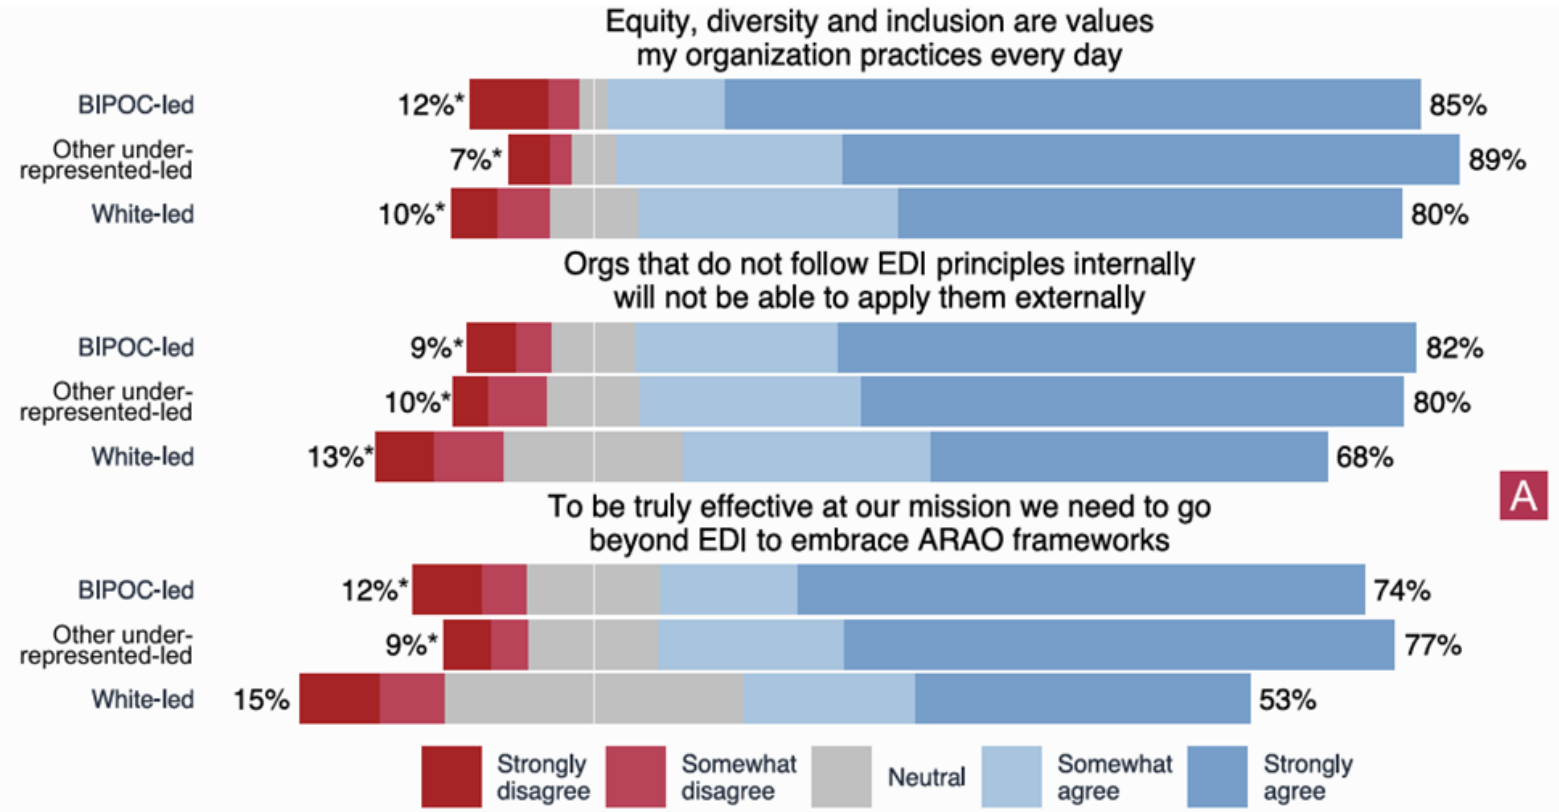 Equity, diversity and inclusion are values
my organization practices every day
BIPOC-led
12%*
85%
Other under-
represented-led
7%*
89%
White-led
10%*
80%
Orgs that do not follow EDI principles internally
will not be able to apply them externally
BIPOC-led
9%*
82%
Other under-
represented-led
10%*
80%
White-led
13%*
68%
A
To be truly effective at our mission we need to go
beyond EDI to embrace ARAO frameworks
BIPOC-led
12%*
74%
Other under-
represented-led
9%*
77%
White-led
15%
53%
Strongly
disagree
Somewhat
disagree
Neutral
Somewhat
agree
Strongly
agree